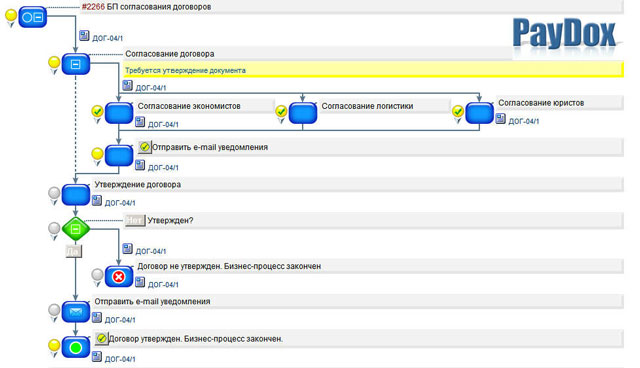 #2266 БП согласования договоров
PayDox
ДОГ-04/1
Согласование договора
Требуется утверждение документа
ДОГ-04/1
Согласование экономистов
Согласование логистики
Согласование юристов
ДОГ-04/1
ДОГ-04/1
Отправить e-mail уведомления
ДОГ-04/1
Утверждение договора
ДОГ-04/1
Нет Утвержден?
Да
ДОГ-04/1
Договор не утвержден. Бизнес-процесс закончен
ДОГ-04/1
Отправить e-mail уведомления
ДОГ-04/1
Договор утвержден. Бизнес-процесс закончен.
ДОГ-04/1